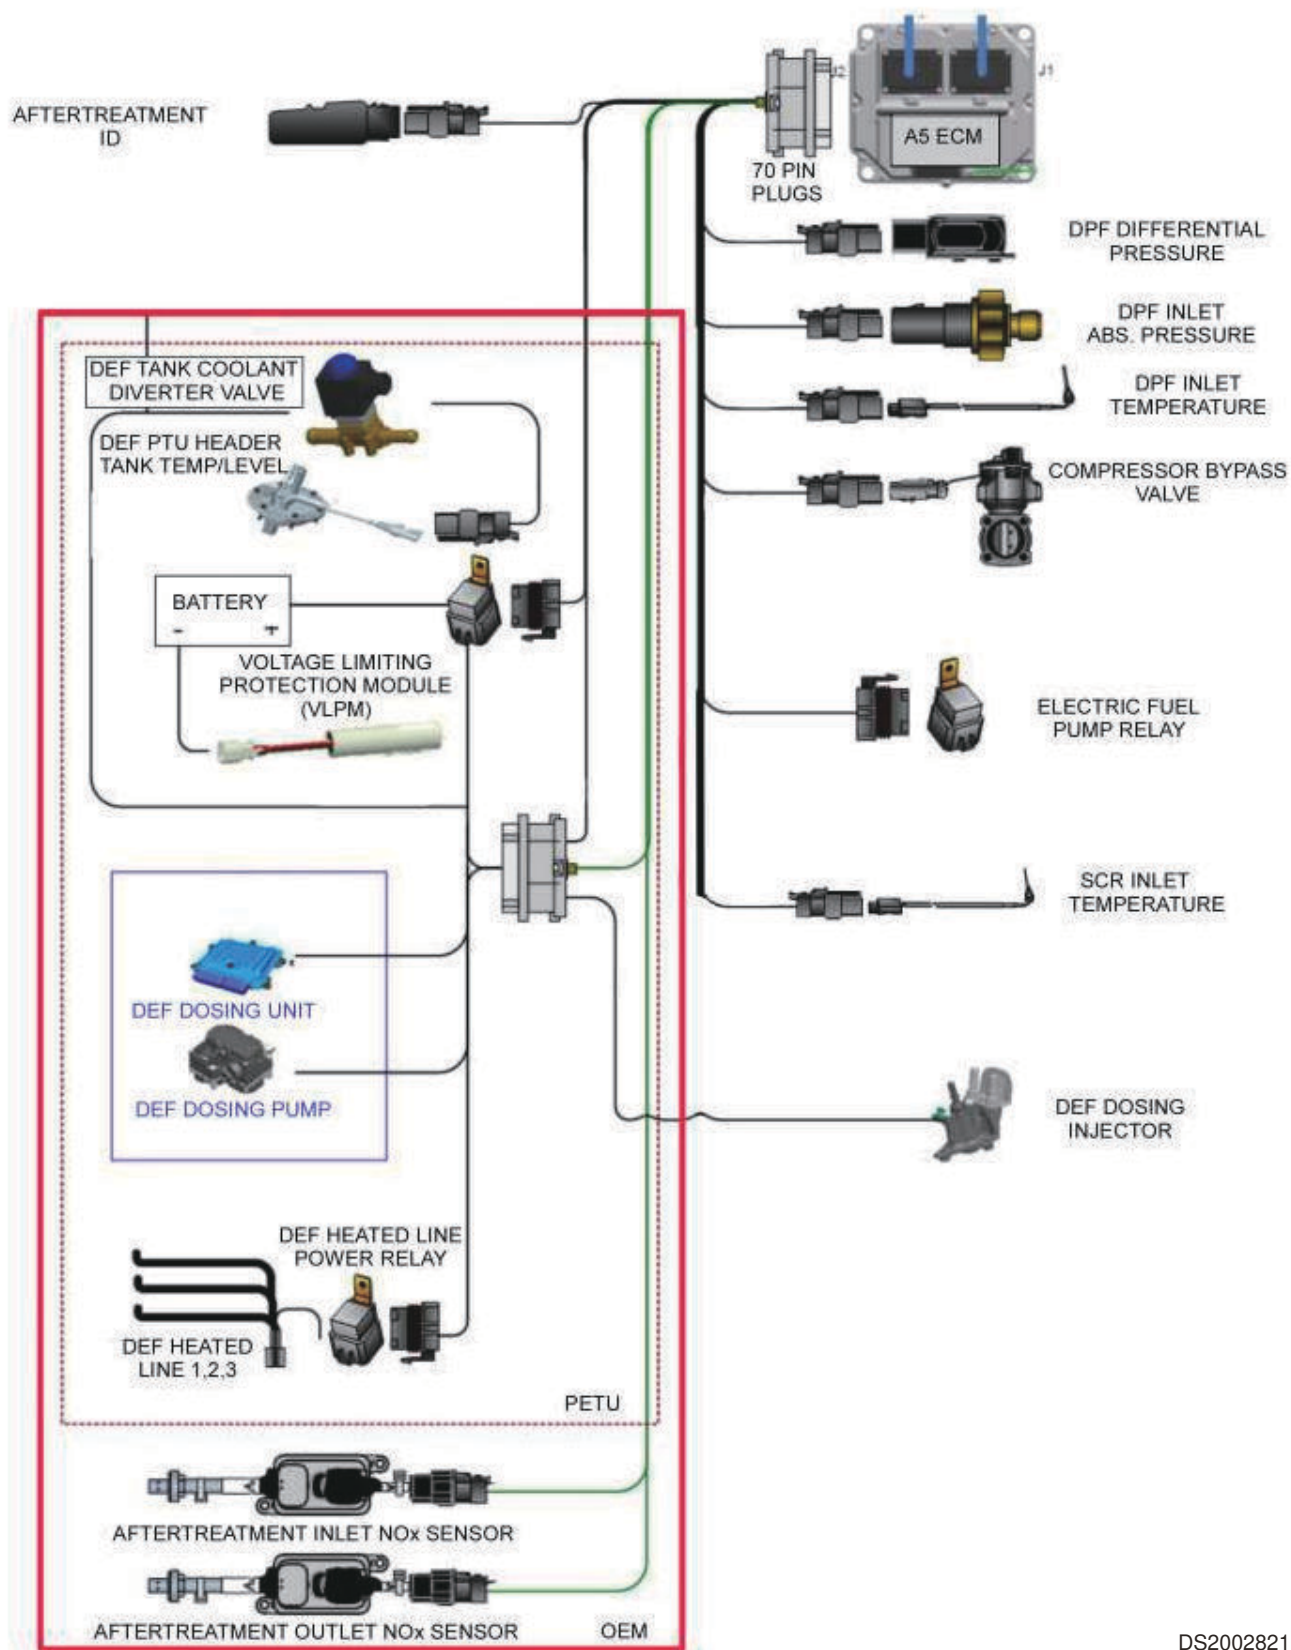 AFTERTREATMENT
ID
J2
J1
A5 ECM
70 PIN
PLUGS
DPF DIFFERENTIAL
PRESSURE
DPF INLET
ABS. PRESSURE
DPF INLET
TEMPERATURE
COMPRESSOR BYPASS
VALVE
ELECTRIC FUEL
PUMP RELAY
SCR INLET
TEMPERATURE
DEF DOSING
INJECTOR
DEF TANK COOLANT
DIVERTER VALVE
DEF PTU HEADER
TANK TEMP/LEVEL
BATTERY
- +
VOLTAGE LIMITING
PROTECTION MODULE
(VLPM)
DEF DOSING UNIT
DEF DOSING PUMP
DEF HEATED LINE
POWER RELAY
DEF HEATED
LINE 1,2,3
PETU
AFTERTREATMENT INLET NOx SENSOR
AFTERTREATMENT OUTLET NOx SENSOR
OEM
DS2002821